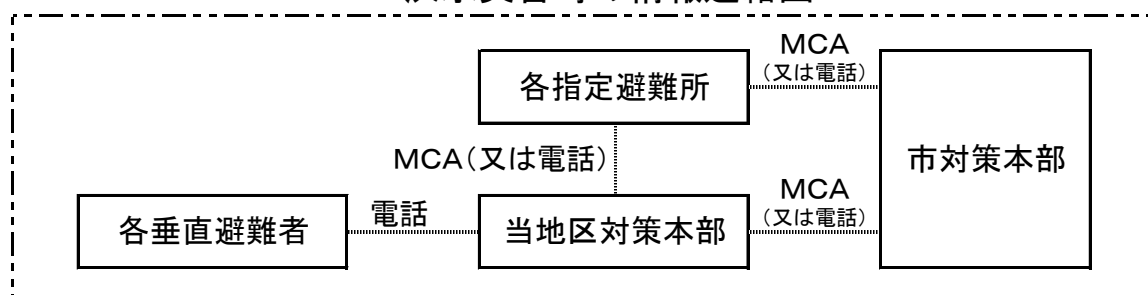 MCA
（又は電話）
各指定避難所
MCA（又は電話）
市対策本部
MCA
（又は電話）
電話
各垂直避難者
当地区対策本部